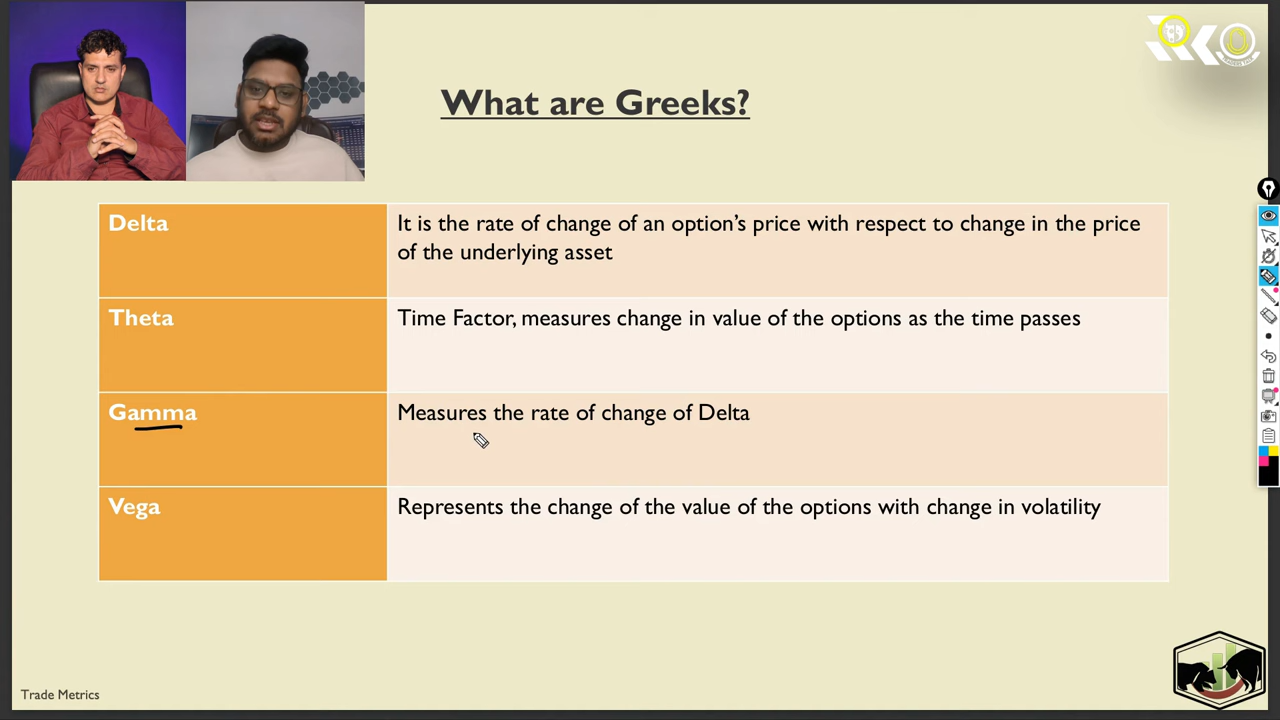 What are Greeks?
Delta
It is the rate of change of an option’s price with respect to change in the price
of the underlying asset
Theta
Time Factor, measures change in value of the options as the time passes
Gamma
Measures the rate of change of Delta
Vega
Represents the change of the value of the options with change in volatility
Trade Metrics